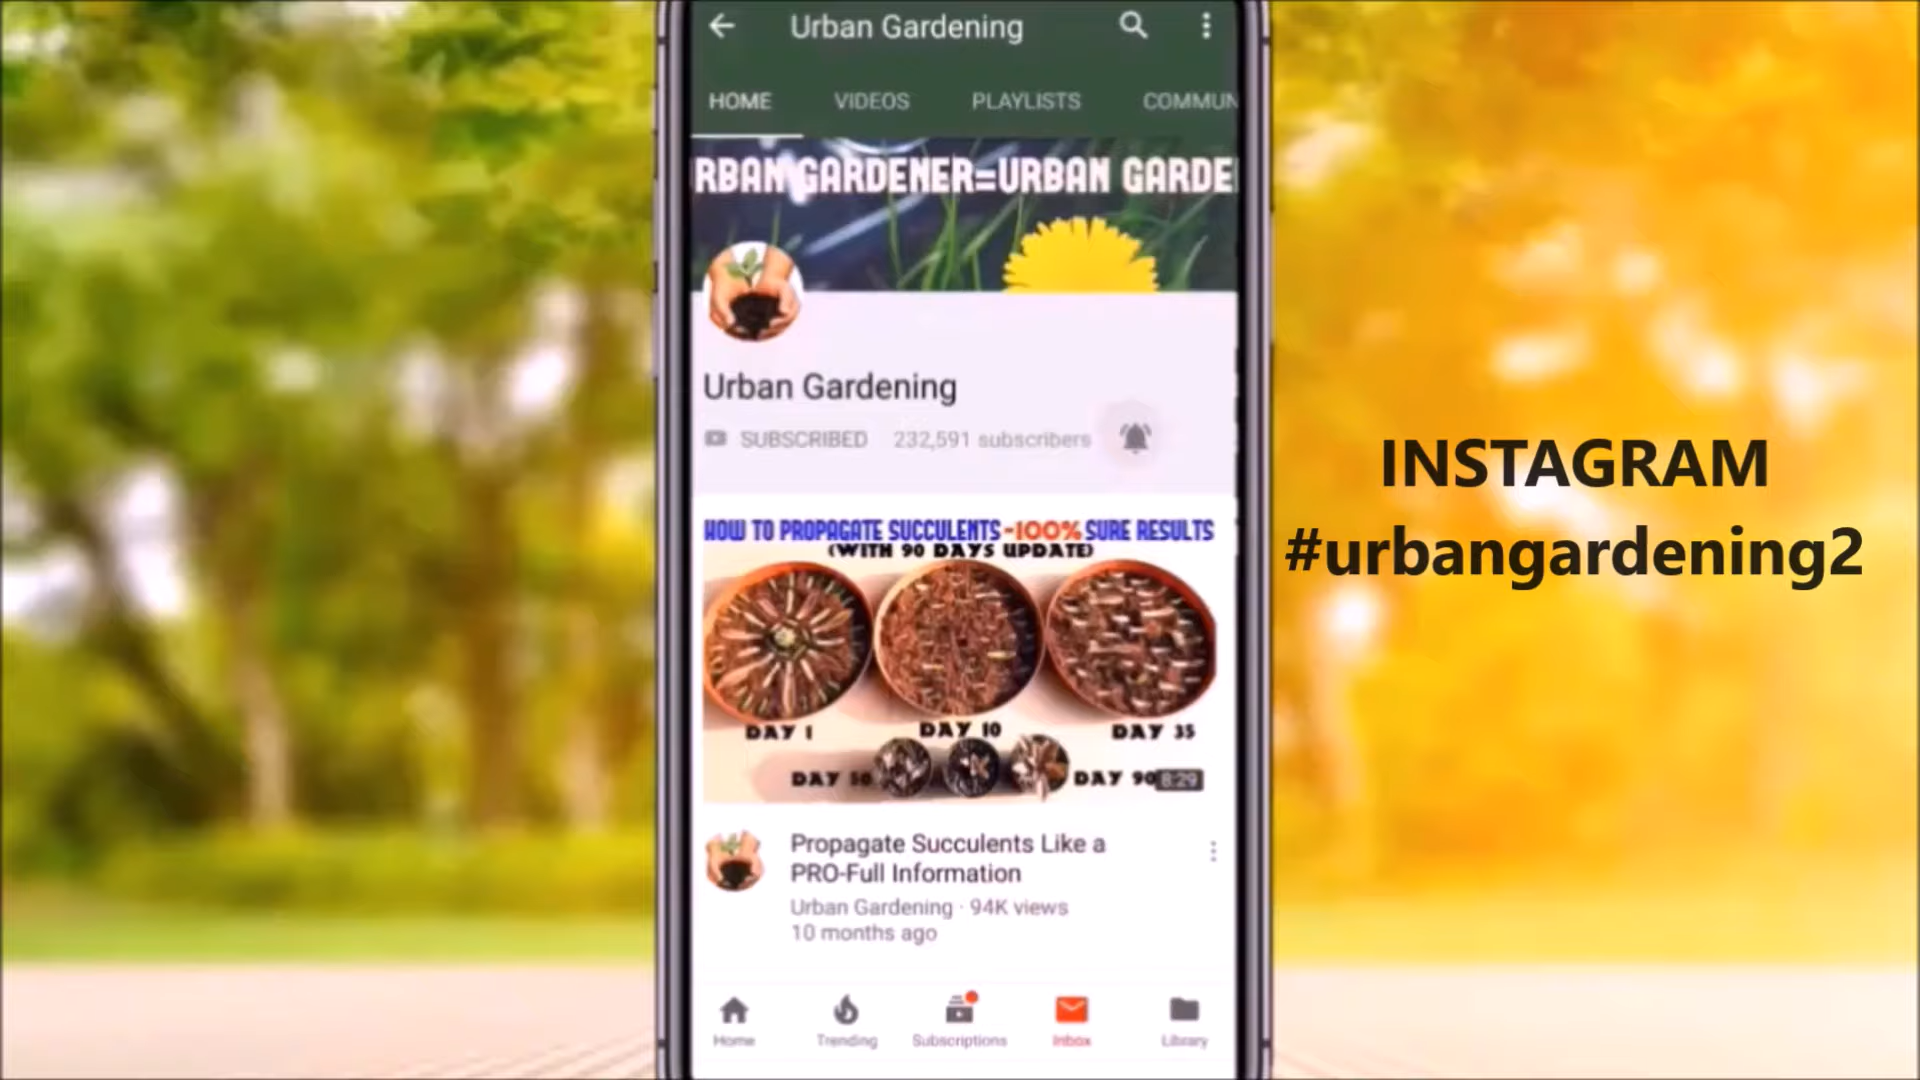 Urban Gardening
HOME VIDEOS PLAYLISTS COMMUN
RBAN GARDENER=URBAN GARDE
Urban Gardening
SUBSCRIBED 232,591 subscribers
HOW TO PROPAGATE SUCCULENTS-100% SURE RESULTS
(WITH 90 DAYS UPDATE)
DAY 1 DAY 10 DAY 35
DAY DAY 90 8:29
Propagate Succulents Like a
PRO-Full Information
Urban Gardening · 94K views
10 months ago
Home Trending Subscriptions Inbox Library
INSTAGRAM
#urbangardening2